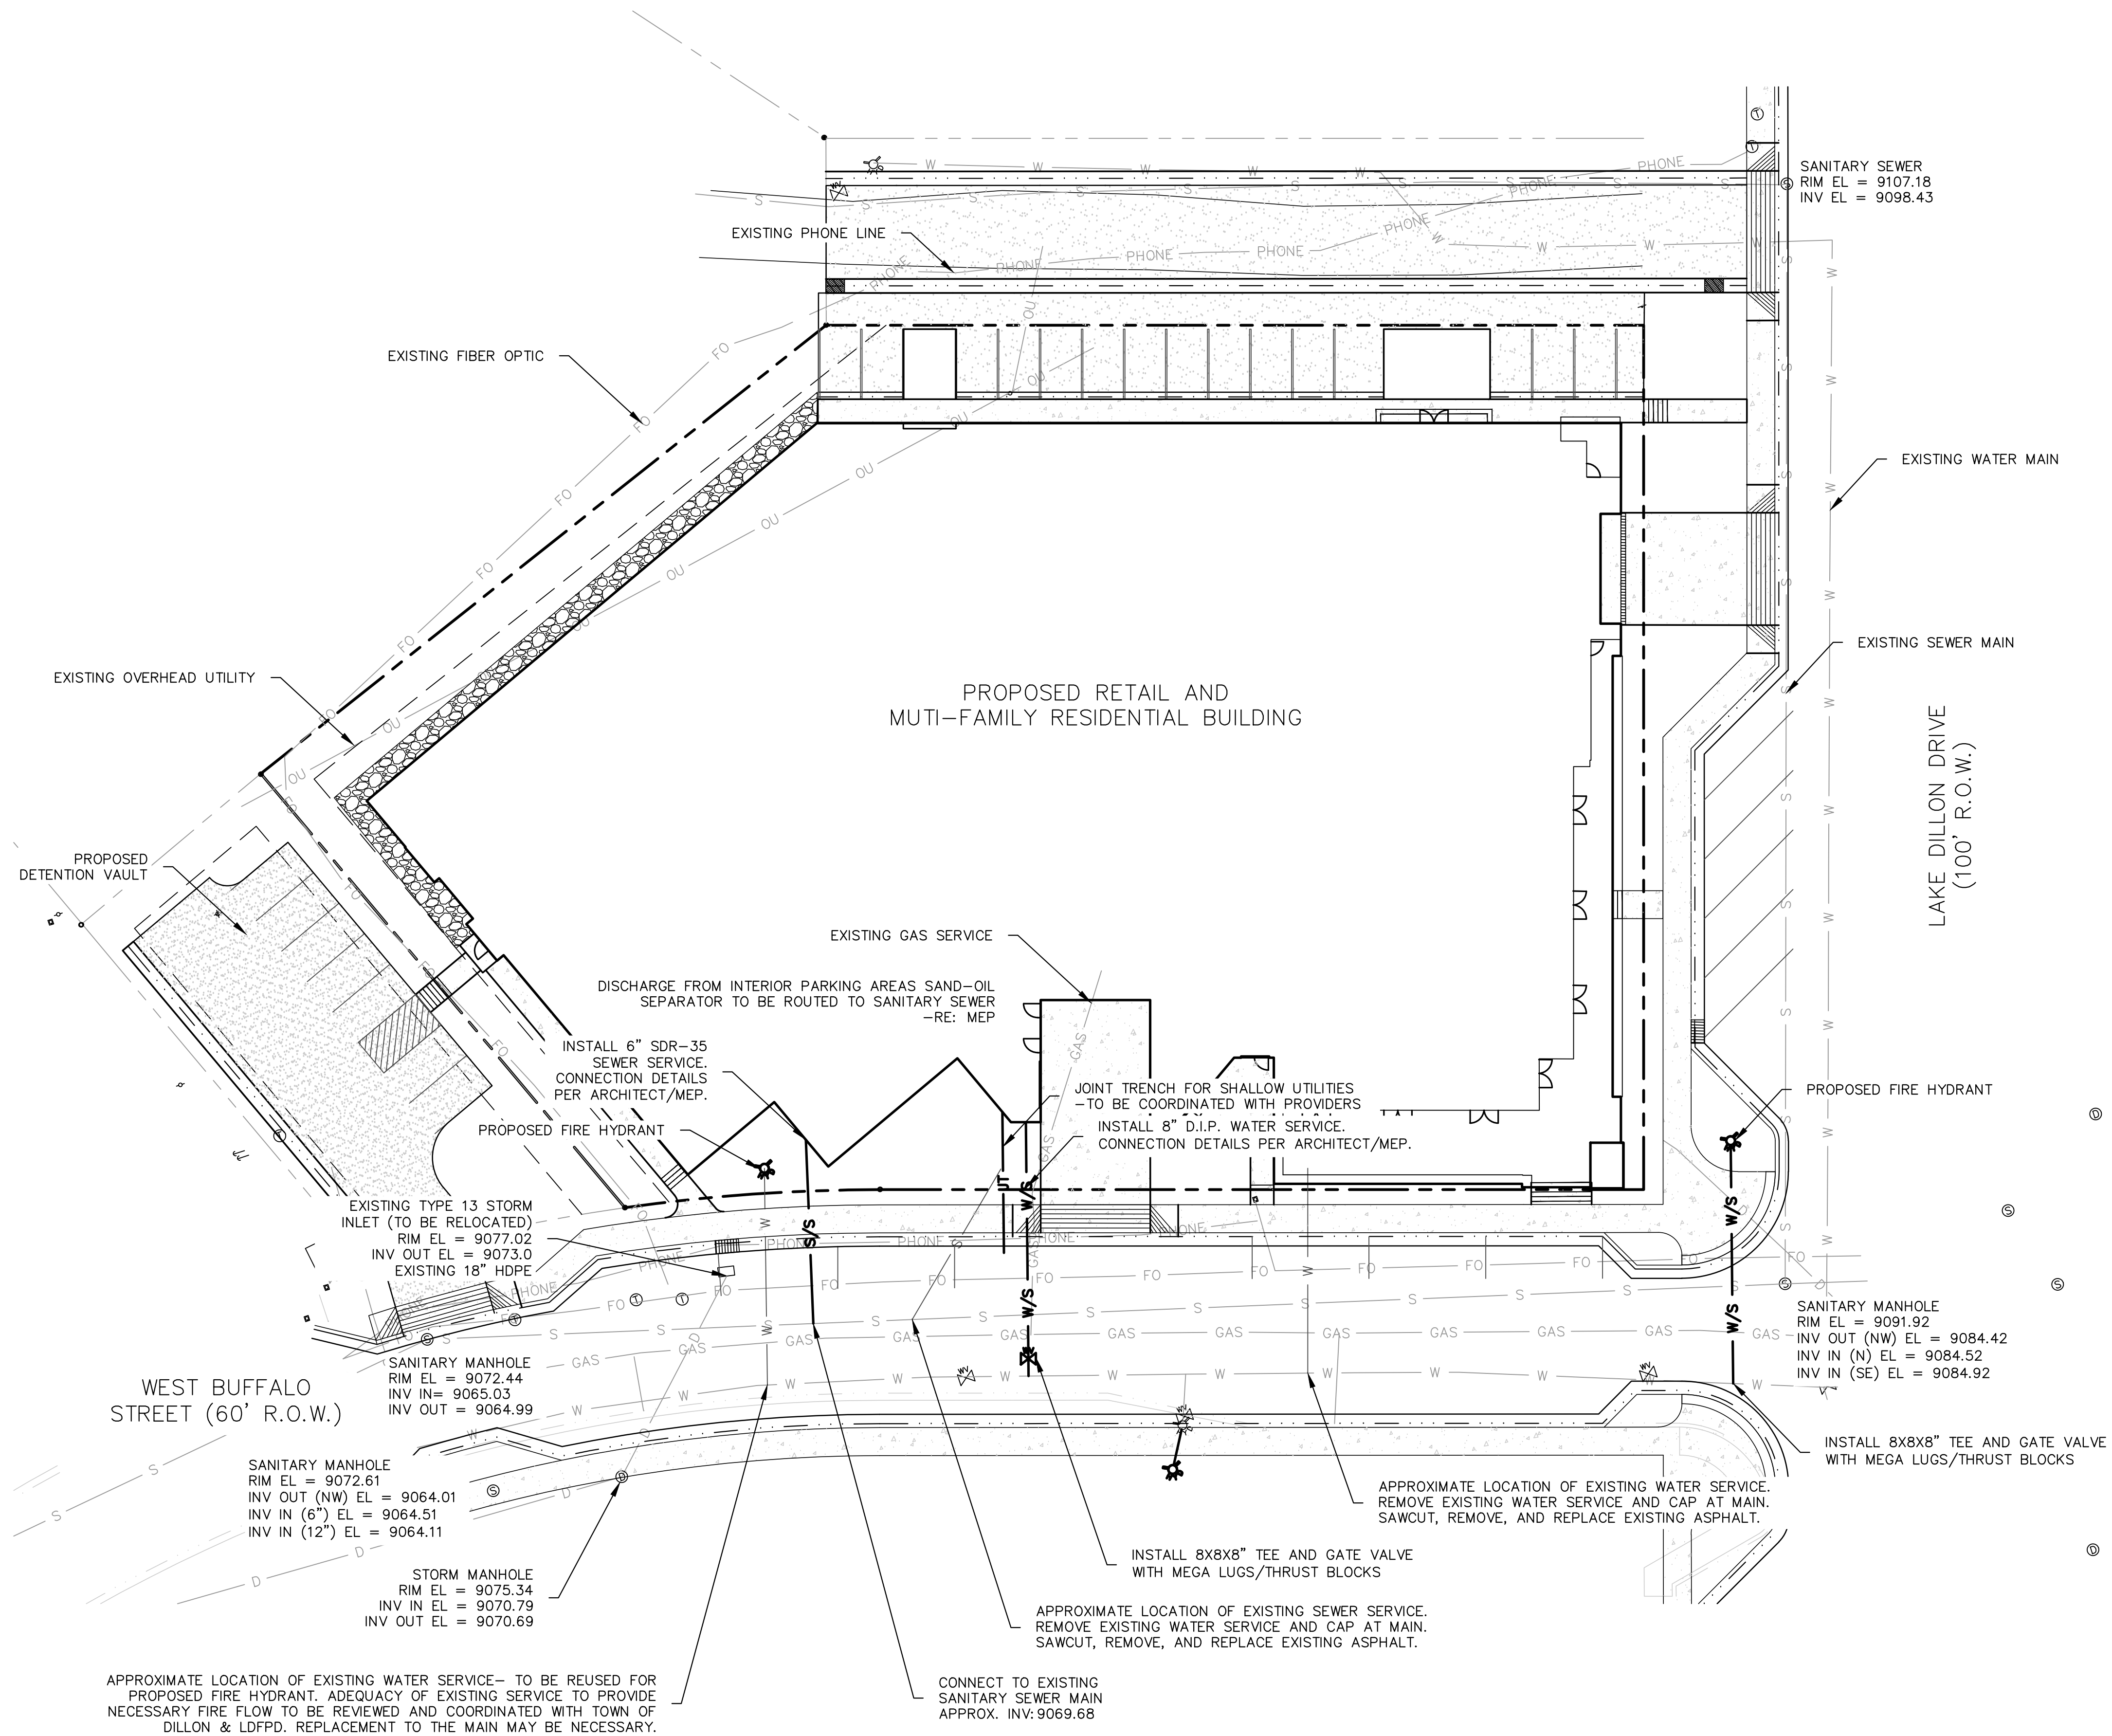 SANITARY SEWER
RIM EL = 9107.18
INV EL = 9098.43
EXISTING PHONE LINE
EXISTING FIBER OPTIC
EXISTING WATER MAIN
EXISTING SEWER MAIN
EXISTING OVERHEAD UTILITY
PROPOSED RETAIL AND
MUTI-FAMILY RESIDENTIAL BUILDING
LAKE DILLON DRIVE
(100' R.O.W.)
PROPOSED
DETENTION VAULT
EXISTING GAS SERVICE
DISCHARGE FROM INTERIOR PARKING AREAS SAND-OIL
SEPARATOR TO BE ROUTED TO SANITARY SEWER
-RE: MEP
INSTALL 6" SDR-35
SEWER SERVICE.
CONNECTION DETAILS
PER ARCHITECT/MEP.
PROPOSED FIRE HYDRANT
JOINT TRENCH FOR SHALLOW UTILITIES
-TO BE COORDINATED WITH PROVIDERS
INSTALL 8" D.I.P. WATER SERVICE.
CONNECTION DETAILS PER ARCHITECT/MEP.
PROPOSED FIRE HYDRANT
EXISTING TYPE 13 STORM
INLET (TO BE RELOCATED)
RIM EL = 9077.02
INV OUT EL = 9073.0
EXISTING 18" HDPE
SANITARY MANHOLE
RIM EL = 9091.92
INV OUT (NW) EL = 9084.42
INV IN (N) EL = 9084.52
INV IN (SE) EL = 9084.92
SANITARY MANHOLE
RIM EL = 9072.44
INV IN= 9065.03
INV OUT = 9064.99
WEST BUFFALO
STREET (60' R.O.W.)
SANITARY MANHOLE
RIM EL = 9072.61
INV OUT (NW) EL = 9064.01
INV IN (6") EL = 9064.51
INV IN (12") EL = 9064.11
STORM MANHOLE
RIM EL = 9075.34
INV IN EL = 9070.79
INV OUT EL = 9070.69
INSTALL 8X8X8" TEE AND GATE VALVE
WITH MEGA LUGS/THRUST BLOCKS
APPROXIMATE LOCATION OF EXISTING WATER SERVICE.
REMOVE EXISTING WATER SERVICE AND CAP AT MAIN.
SAWCUT, REMOVE, AND REPLACE EXISTING ASPHALT.
INSTALL 8X8X8" TEE AND GATE VALVE
WITH MEGA LUGS/THRUST BLOCKS
APPROXIMATE LOCATION OF EXISTING SEWER SERVICE.
REMOVE EXISTING WATER SERVICE AND CAP AT MAIN.
SAWCUT, REMOVE, AND REPLACE EXISTING ASPHALT.
CONNECT TO EXISTING
SANITARY SEWER MAIN
APPROX. INV: 9069.68
APPROXIMATE LOCATION OF EXISTING WATER SERVICE- TO BE REUSED FOR
PROPOSED FIRE HYDRANT. ADEQUACY OF EXISTING SERVICE TO PROVIDE
NECESSARY FIRE FLOW TO BE REVIEWED AND COORDINATED WITH TOWN OF
DILLON & LDFPD. REPLACEMENT TO THE MAIN MAY BE NECESSARY.
PHONE
FO
OU
GAS
S/S
W/S
UT
W
S
D